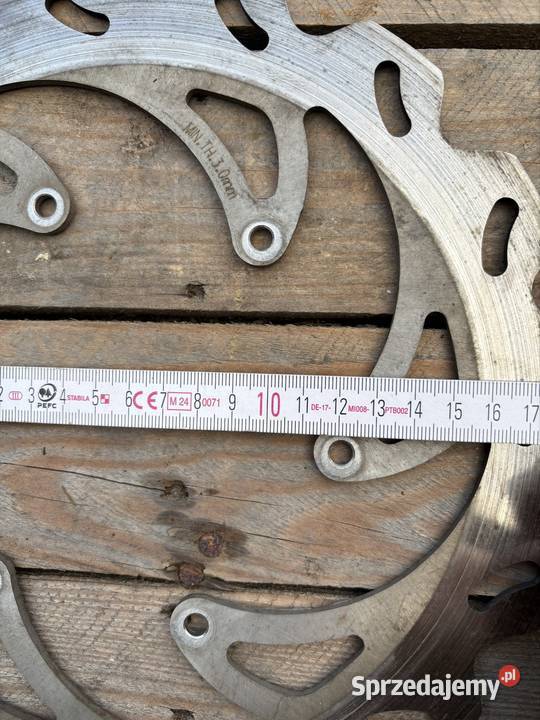 MIN.TH.3.0mm
2 III 3 PEFC 4 STABILA 5 6 CE 7 M 24 8 0071 9 10 11 DE-17- 12 MI008- 13 PTB002 14 15 16 17
Sprzedajemy.pl